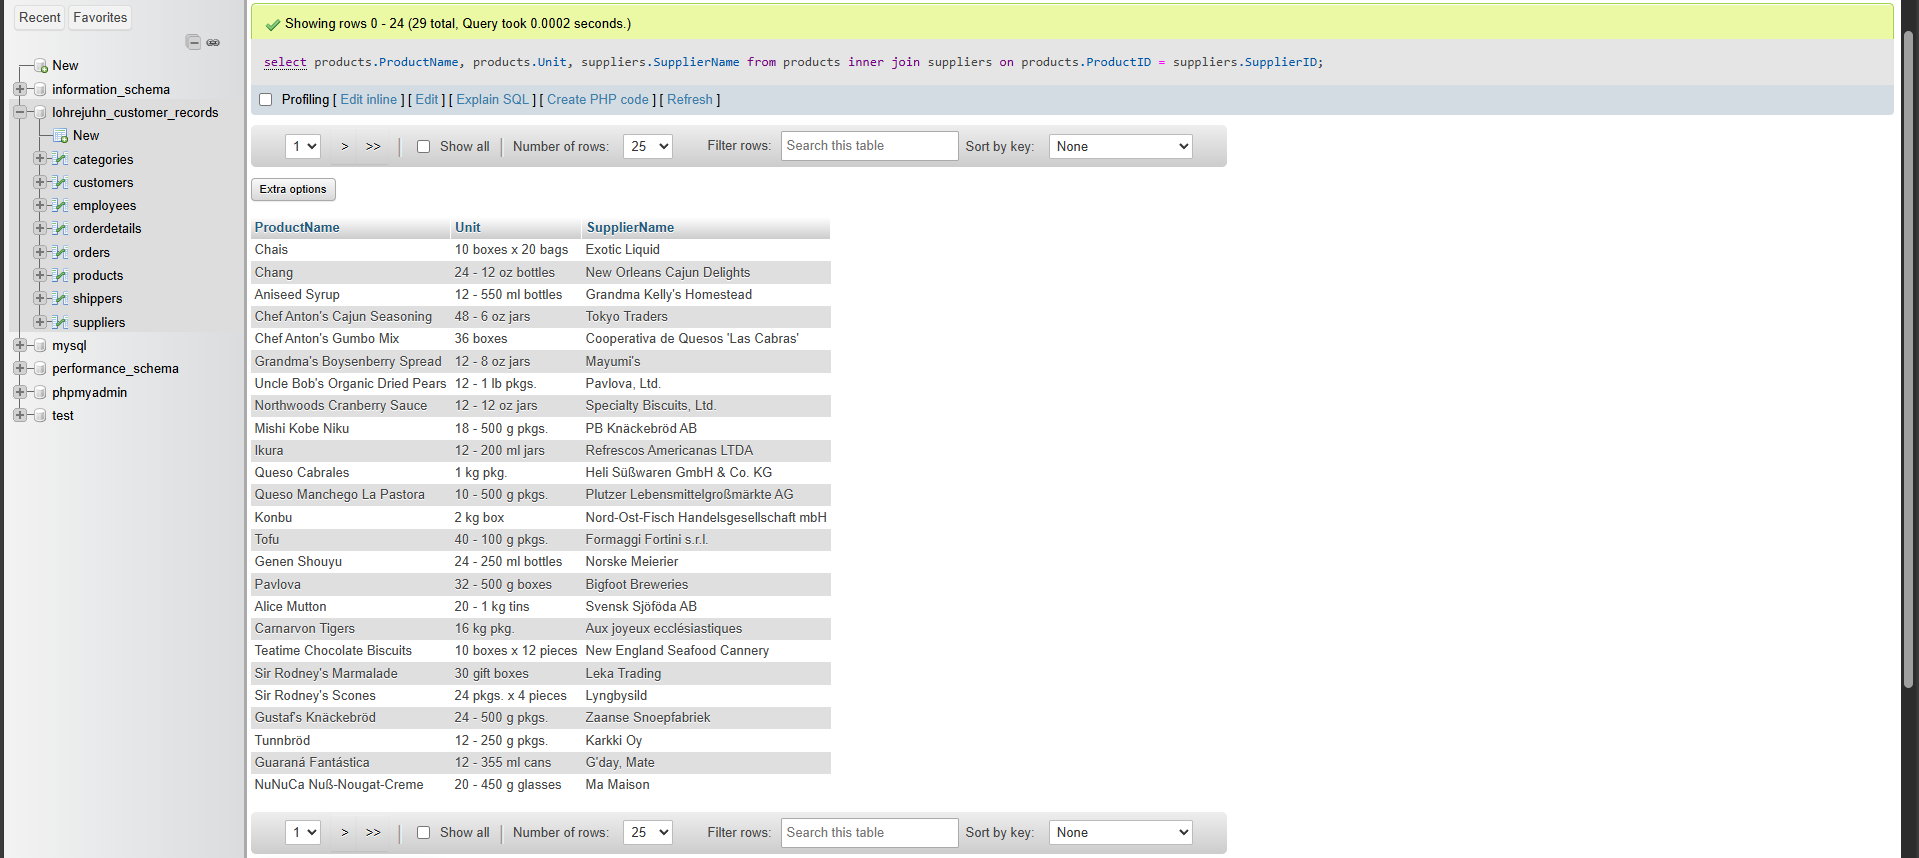 Recent Favorites
New
information_schema
lohrejuhn_customer_records
New
categories
customers
employees
orderdetails
orders
products
shippers
suppliers
mysql
performance_schema
phpmyadmin
test
Showing rows 0 - 24 (29 total, Query took 0.0002 seconds.)
select products.ProductName, products.Unit, suppliers.SupplierName from products inner join suppliers on products.ProductID = suppliers.SupplierID;
Profiling [ Edit inline ] [ Edit ] [ Explain SQL ] [ Create PHP code ] [ Refresh ]
1 > >> Show all Number of rows: 25 Filter rows: Search this table Sort by key: None
Extra options
ProductName Unit SupplierName
Chais 10 boxes x 20 bags Exotic Liquid
Chang 24 - 12 oz bottles New Orleans Cajun Delights
Aniseed Syrup 12 - 550 ml bottles Grandma Kelly's Homestead
Chef Anton's Cajun Seasoning 48 - 6 oz jars Tokyo Traders
Chef Anton's Gumbo Mix 36 boxes Cooperativa de Quesos 'Las Cabras'
Grandma's Boysenberry Spread 12 - 8 oz jars Mayumi's
Uncle Bob's Organic Dried Pears 12 - 1 lb pkgs. Pavlova, Ltd.
Northwoods Cranberry Sauce 12 - 12 oz jars Specialty Biscuits, Ltd.
Mishi Kobe Niku 18 - 500 g pkgs. PB Knäckebröd AB
Ikura 12 - 200 ml jars Refrescos Americanas LTDA
Queso Cabrales 1 kg pkg. Heli Süßwaren GmbH & Co. KG
Queso Manchego La Pastora 10 - 500 g pkgs. Plutzer Lebensmittelgroßmärkte AG
Konbu 2 kg box Nord-Ost-Fisch Handelsgesellschaft mbH
Tofu 40 - 100 g pkgs. Formaggi Fortini s.r.l.
Genen Shouyu 24 - 250 ml bottles Norske Meierier
Pavlova 32 - 500 g boxes Bigfoot Breweries
Alice Mutton 20 - 1 kg tins Svensk Sjöföda AB
Carnarvon Tigers 16 kg pkg. Aux joyeux ecclésiastiques
Teatime Chocolate Biscuits 10 boxes x 12 pieces New England Seafood Cannery
Sir Rodney's Marmalade 30 gift boxes Leka Trading
Sir Rodney's Scones 24 pkgs. x 4 pieces Lyngbysild
Gustaf's Knäckebröd 24 - 500 g pkgs. Zaanse Snoepfabriek
Tunnbröd 12 - 250 g pkgs. Karkki Oy
Guaraná Fantástica 12 - 355 ml cans G'day, Mate
NuNuCa Nuß-Nougat-Creme 20 - 450 g glasses Ma Maison
1 > >> Show all Number of rows: 25 Filter rows: Search this table Sort by key: None